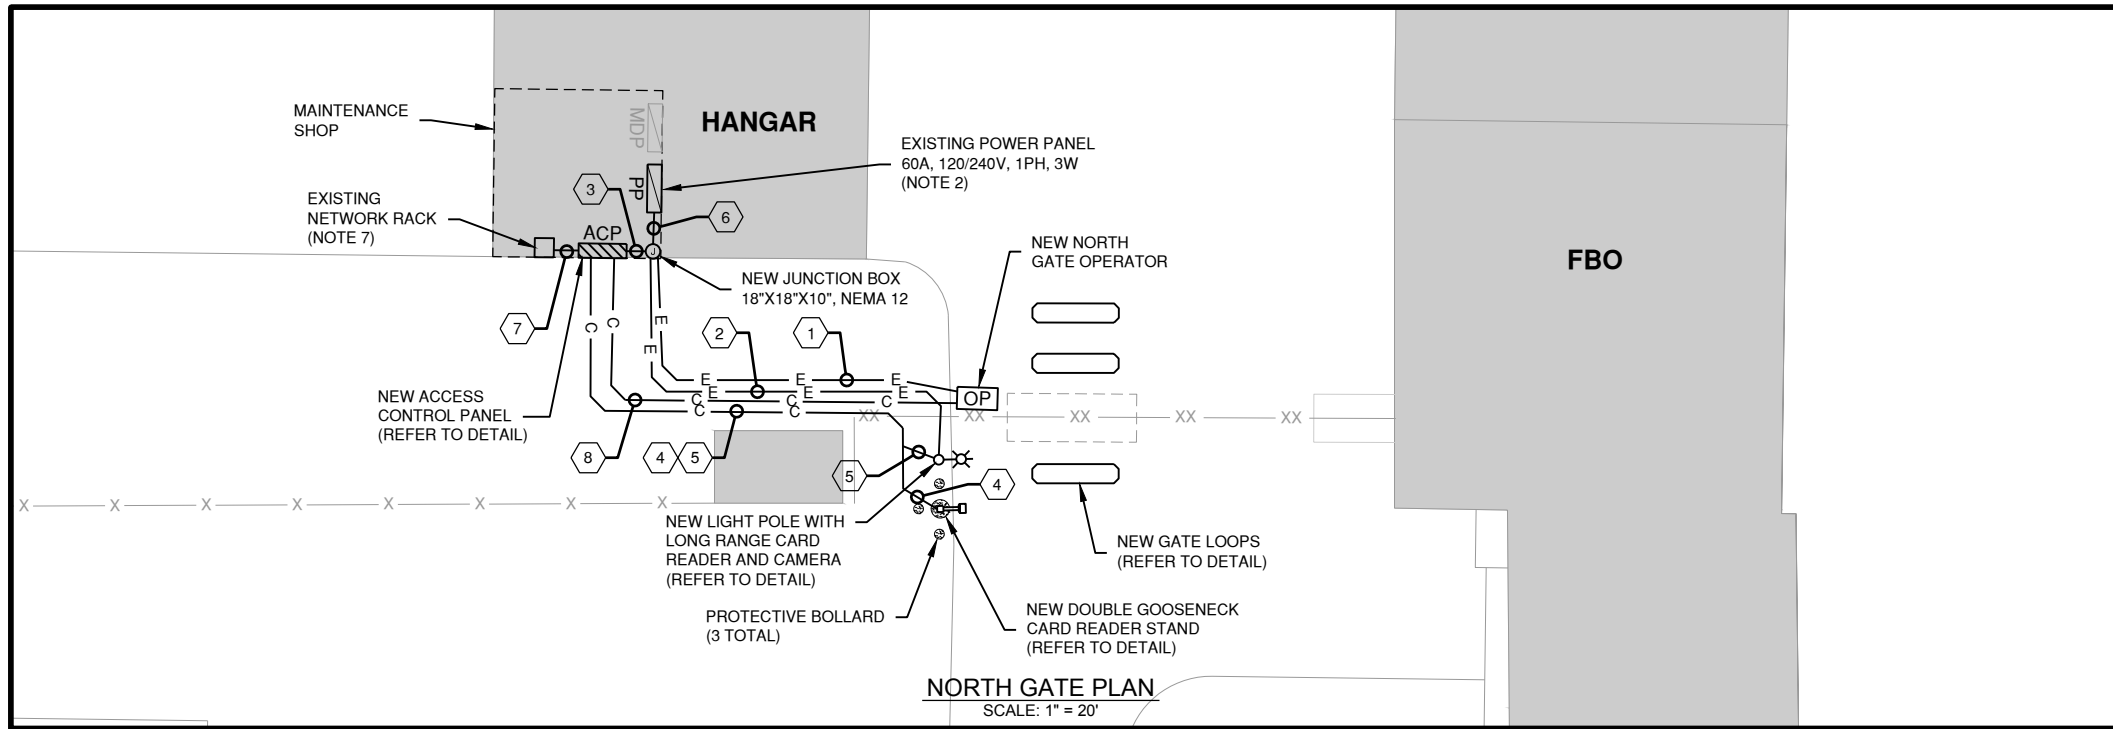 MAINTENANCE
SHOP
MDP
HANGAR
EXISTING POWER PANEL
60A, 120/240V, 1PH, 3W
(NOTE 2)
PP
3
6
EXISTING
NETWORK RACK
(NOTE 7)
ACP
J
NEW JUNCTION BOX
18"X18"X10", NEMA 12
NEW NORTH
GATE OPERATOR
FBO
7
2
1
C
C
E
E
E
E
E
E
E
E
C
C
C
C
C
OP
NEW ACCESS
CONTROL PANEL
(REFER TO DETAIL)
XX
XX
XX
XX
XX
8
4
5
5
4
X
X
X
X
X
X
X
X
NEW LIGHT POLE WITH
LONG RANGE CARD
READER AND CAMERA
(REFER TO DETAIL)
NEW GATE LOOPS
(REFER TO DETAIL)
PROTECTIVE BOLLARD
(3 TOTAL)
NEW DOUBLE GOOSENECK
CARD READER STAND
(REFER TO DETAIL)
NORTH GATE PLAN
SCALE: 1" = 20'